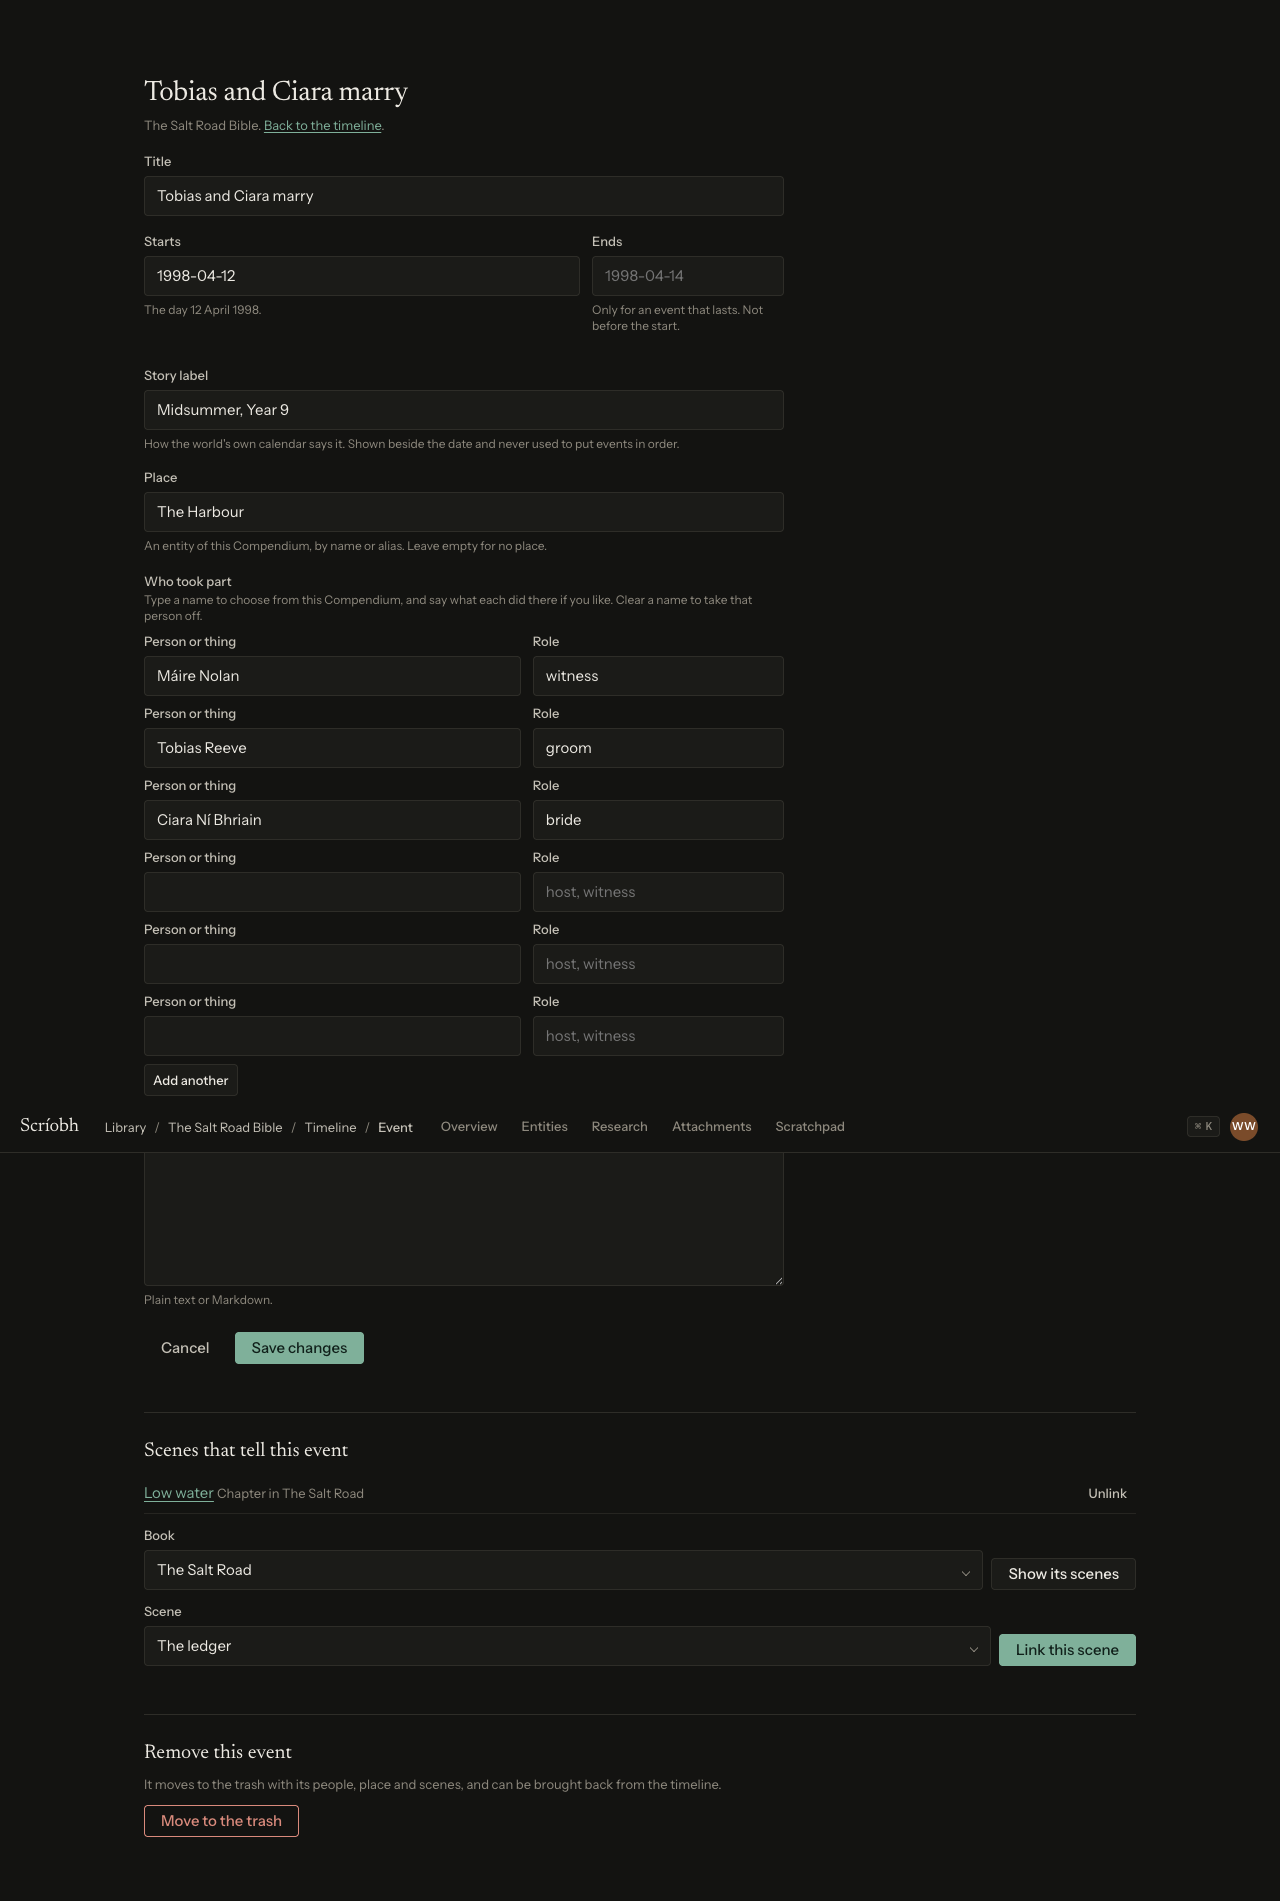 Tobias and Ciara marry
The Salt Road Bible. Back to the timeline.
Title
Tobias and Ciara marry
Starts
Ends
1998-04-12
1998-04-14
The day 12 April 1998.
Only for an event that lasts. Not
before the start.
Story label
Midsummer, Year 9
How the world's own calendar says it. Shown beside the date and never used to put events in order.
Place
The Harbour
An entity of this Compendium, by name or alias. Leave empty for no place.
Who took part
Type a name to choose from this Compendium, and say what each did there if you like. Clear a name to take that
person off.
Person or thing
Role
Máire Nolan
witness
Person or thing
Role
Tobias Reeve
groom
Person or thing
Role
Ciara Ní Bhriain
bride
Person or thing
Role
host, witness
Person or thing
Role
host, witness
Person or thing
Role
host, witness
Add another
Scríobh
Library / The Salt Road Bible / Timeline / Event
Overview
Entities
Research
Attachments
Scratchpad
⌘ K
WW
Plain text or Markdown.
Cancel
Save changes
Scenes that tell this event
Low water Chapter in The Salt Road
Unlink
Book
The Salt Road
Show its scenes
Scene
The ledger
Link this scene
Remove this event
It moves to the trash with its people, place and scenes, and can be brought back from the timeline.
Move to the trash